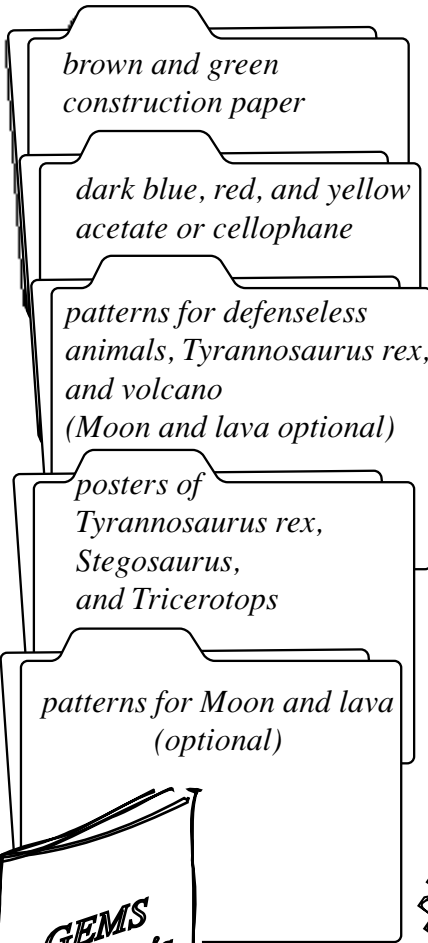 brown and green
construction paper
dark blue, red, and yellow
acetate or cellophane
patterns for defenseless
animals, Tyrannosaurus rex,
and volcano
(Moon and lava optional)
posters of
Tyrannosaurus rex,
Stegosaurus,
and Tricerotops
patterns for Moon and lava
(optional)
GEMS